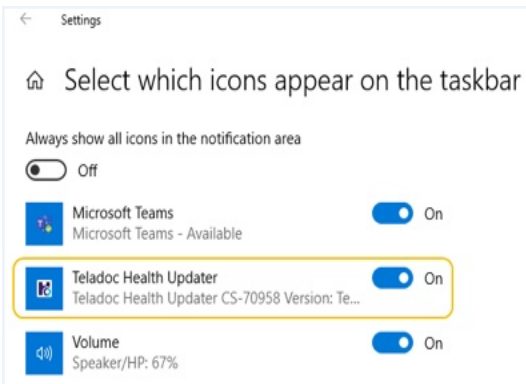 Settings
Select which icons appear on the taskbar
Always show all icons in the notification area
Off
Microsoft Teams
On
Microsoft Teams - Available
Teladoc Health Updater
On
Teladoc Health Updater CS-70958 Version: Te...
Volume
On
Speaker/HP: 67%